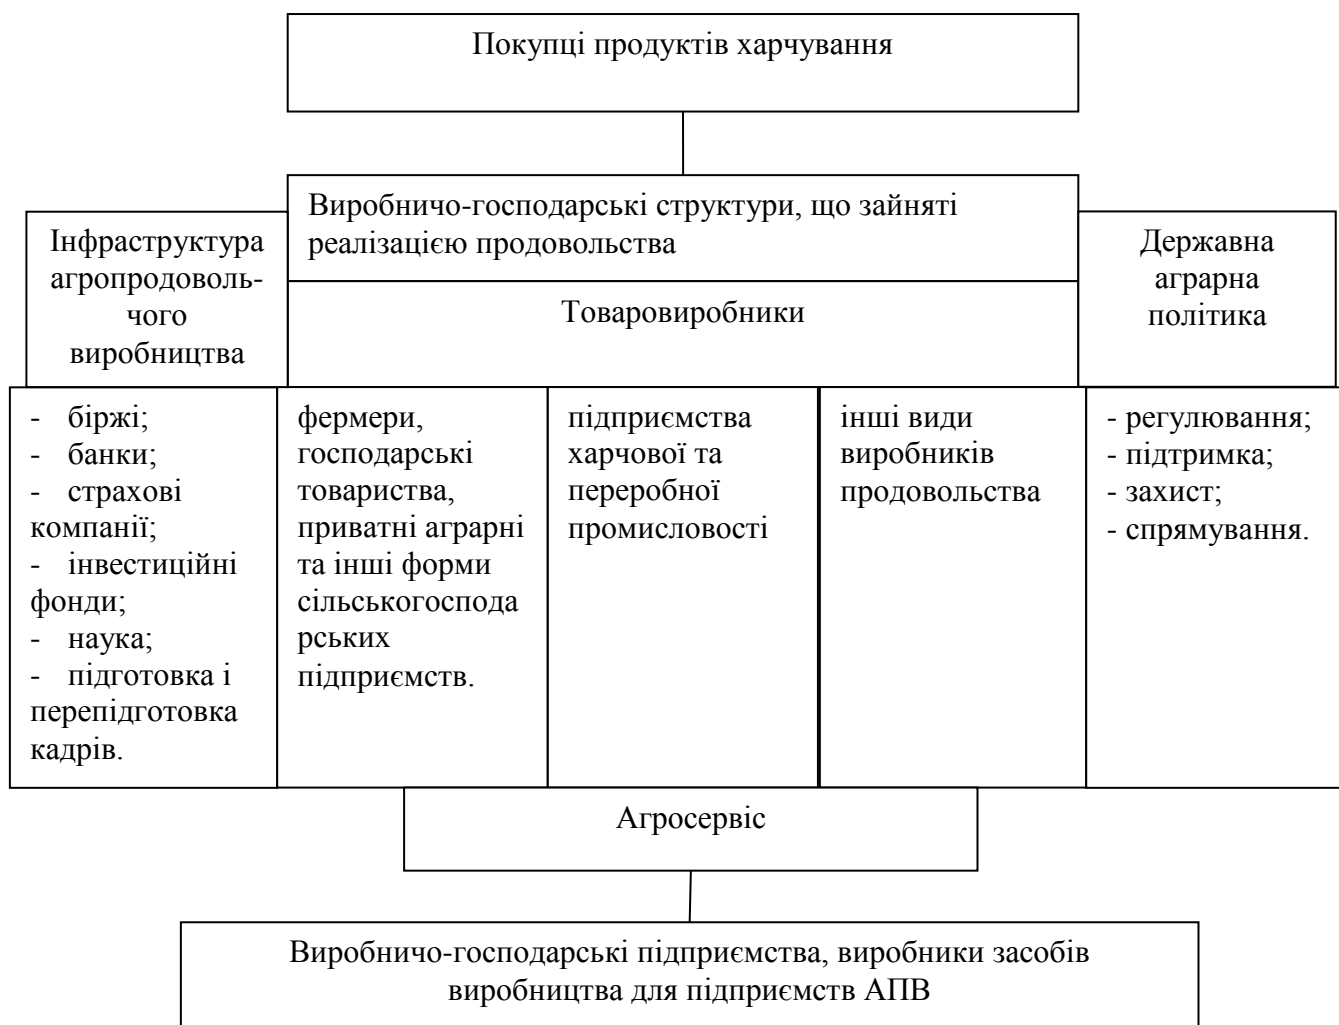 Покупці продуктів харчування
Виробничо-господарські структури, що зайняті
реалізацією продовольства
Інфраструктура
агропродоволь-
чого
виробництва
Товаровиробники
Державна
аграрна
політика
- біржі;
- банки;
- страхові
компанії;
- інвестиційні
фонди;
- наука;
- підготовка і
перепідготовка
кадрів.
фермери,
господарські
товариства,
приватні аграрні
та інші форми
сільськогоспода
рських
підприємств.
підприємства
харчової та
переробної
промисловості
інші види
виробників
продовольства
- регулювання;
- підтримка;
- захист;
- спрямування.
Агросервіс
Виробничо-господарські підприємства, виробники засобів
виробництва для підприємств АПВ